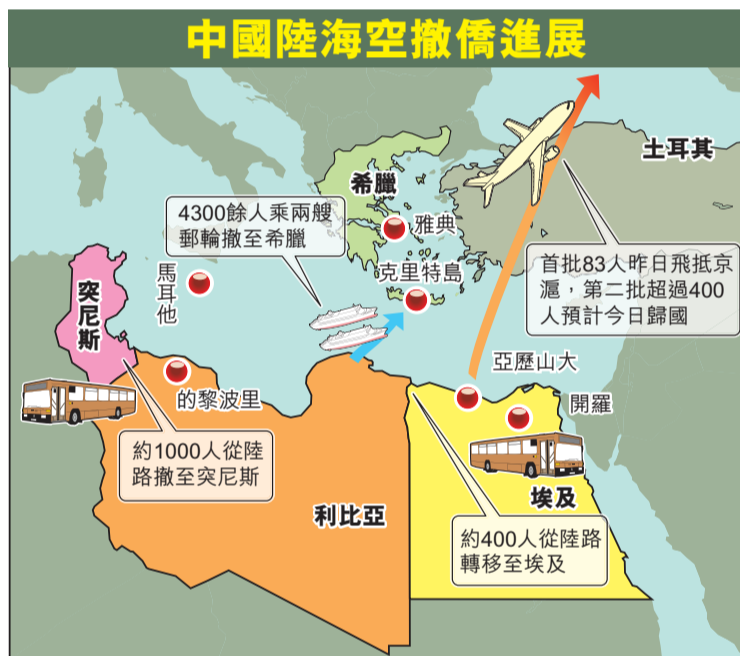 中國陸海空撤僑進展
土耳其
希臘
4300餘人乘兩艘
郵輪撤至希臘
雅典
首批83人昨日飛抵京
滬，第二批超過400
人預計今日歸國
克里特島
馬耳他
突尼斯
亞歷山大
的黎波里
開羅
約1000人從陸
路撤至突尼斯
埃及
利比亞
約400人從陸路
轉移至埃及